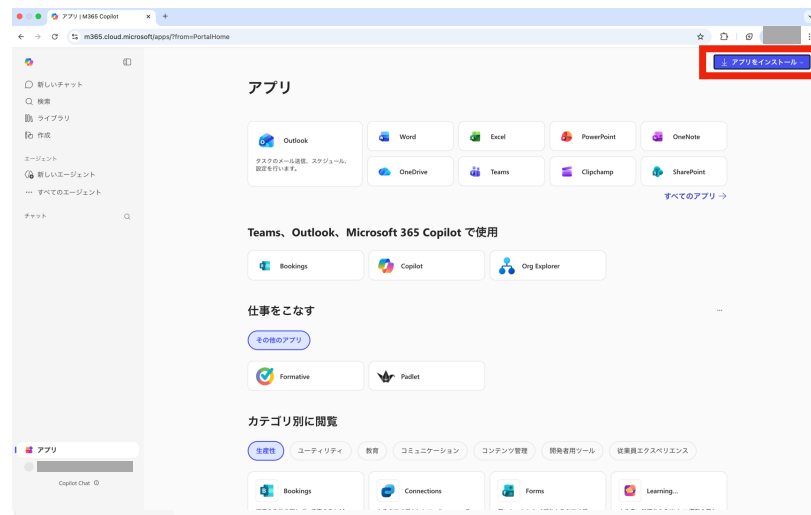 アプリ | M365 Copilot
m365.cloud.microsoft/apps/?from=PortalHome
アプリをインストール
新しいチャット
検索
ライブラリ
作成
エージェント
新しいエージェント
すべてのエージェント
チャット
アプリ
Copilot Chat
アプリ
Outlook
タスクのメール送信、スケジュール、
設定を行います。
Word
Excel
PowerPoint
OneNote
OneDrive
Teams
Clipchamp
SharePoint
すべてのアプリ →
Teams、Outlook、Microsoft 365 Copilot で使用
Bookings
Copilot
Org Explorer
仕事をこなす
その他のアプリ
Formative
Padlet
カテゴリ別に閲覧
生産性
ユーティリティ
教育
コミュニケーション
コンテンツ管理
開発者用ツール
従業員エクスペリエンス
Bookings
Connections
Forms
Learning...